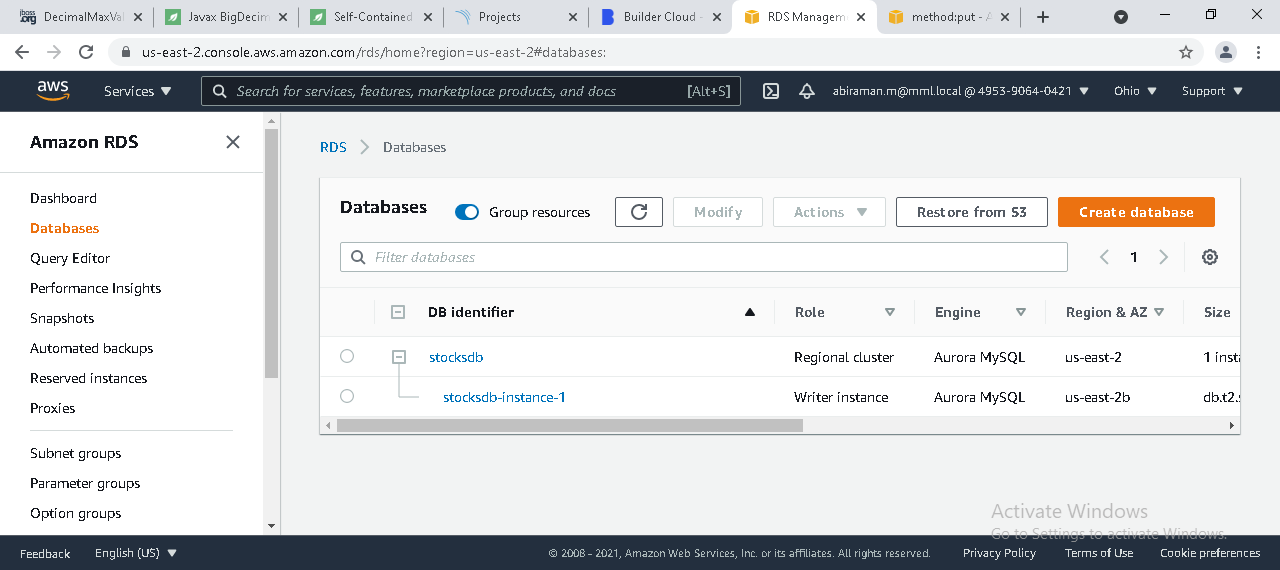 DecimalMaxVal
Javax BigDecim
Self-Contained
Projects
Builder Cloud -
RDS Manageme
method:put - A
us-east-2.console.aws.amazon.com/rds/home?region=us-east-2#databases:
aws
Services
Search for services, features, marketplace products, and docs
[Alt+S]
abiraman.m@mml.local @ 4953-9064-0421
Ohio
Support
Amazon RDS
Dashboard
Databases
Query Editor
Performance Insights
Snapshots
Automated backups
Reserved instances
Proxies
Subnet groups
Parameter groups
Option groups
RDS > Databases
Databases
Group resources
Modify
Actions
Restore from S3
Create database
Filter databases
1
DB identifier Role Engine Region & AZ Size
stocksdb Regional cluster Aurora MySQL us-east-2 1 insta
stocksdb-instance-1 Writer instance Aurora MySQL us-east-2b db.t2.s
Activate Windows
Go to Settings to activate Windows.
Feedback English (US) © 2008 - 2021, Amazon Web Services, Inc. or its affiliates. All rights reserved. Privacy Policy Terms of Use Cookie preferences